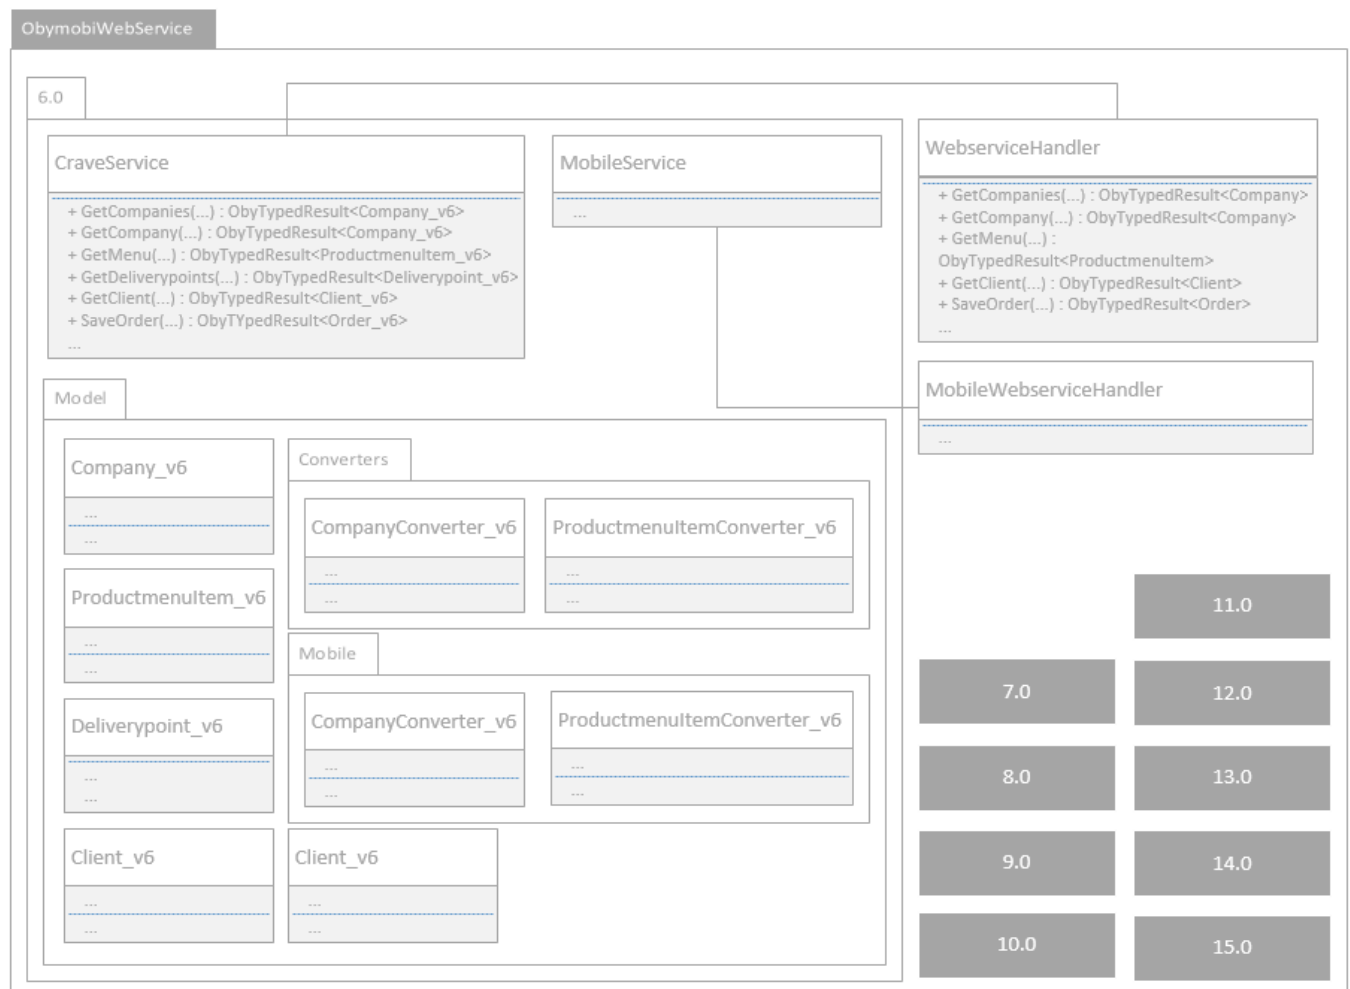 ObymobiWebService
6.0
CraveService
+ GetCompanies(...) : ObyTypedResult<Company_v6>
+ GetCompany(...) : ObyTypedResult<Company_v6>
+ GetMenu(...) : ObyTypedResult<ProductmenuItem_v6>
+ GetDeliverypoints(...) : ObyTypedResult<Deliverypoint_v6>
+ GetClient(...) : ObyTypedResult<Client_v6>
+ SaveOrder(...) : ObyTYpedResult<Order_v6>
...
MobileService
...
WebserviceHandler
+ GetCompanies(...) : ObyTypedResult<Company>
+ GetCompany(...) : ObyTypedResult<Company>
+ GetMenu(...) :
ObyTypedResult<ProductmenuItem>
+ GetClient(...) : ObyTypedResult<Client>
+ SaveOrder(...) : ObyTypedResult<Order>
...
MobileWebserviceHandler
...
Model
Company_v6
...
...
ProductmenuItem_v6
...
...
Deliverypoint_v6
...
...
Client_v6
...
...
Converters
CompanyConverter_v6
...
...
ProductmenuItemConverter_v6
...
...
Mobile
CompanyConverter_v6
...
...
ProductmenuItemConverter_v6
...
...
Client_v6
...
...
7.0
8.0
9.0
10.0
11.0
12.0
13.0
14.0
15.0